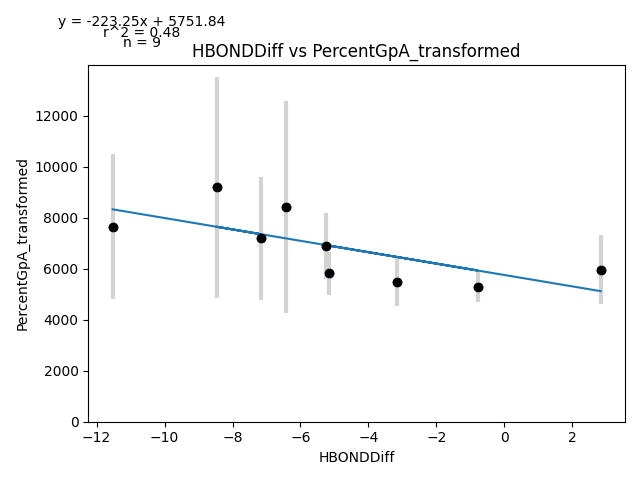 y = -223.25x + 5751.84
r^2 = 0.48
n = 9
HBONDDiff vs PercentGpA_transformed
PercentGpA_transformed
12000
10000
8000
6000
4000
2000
0
−12 −10 −8 −6 −4 −2 0 2
HBONDDiff